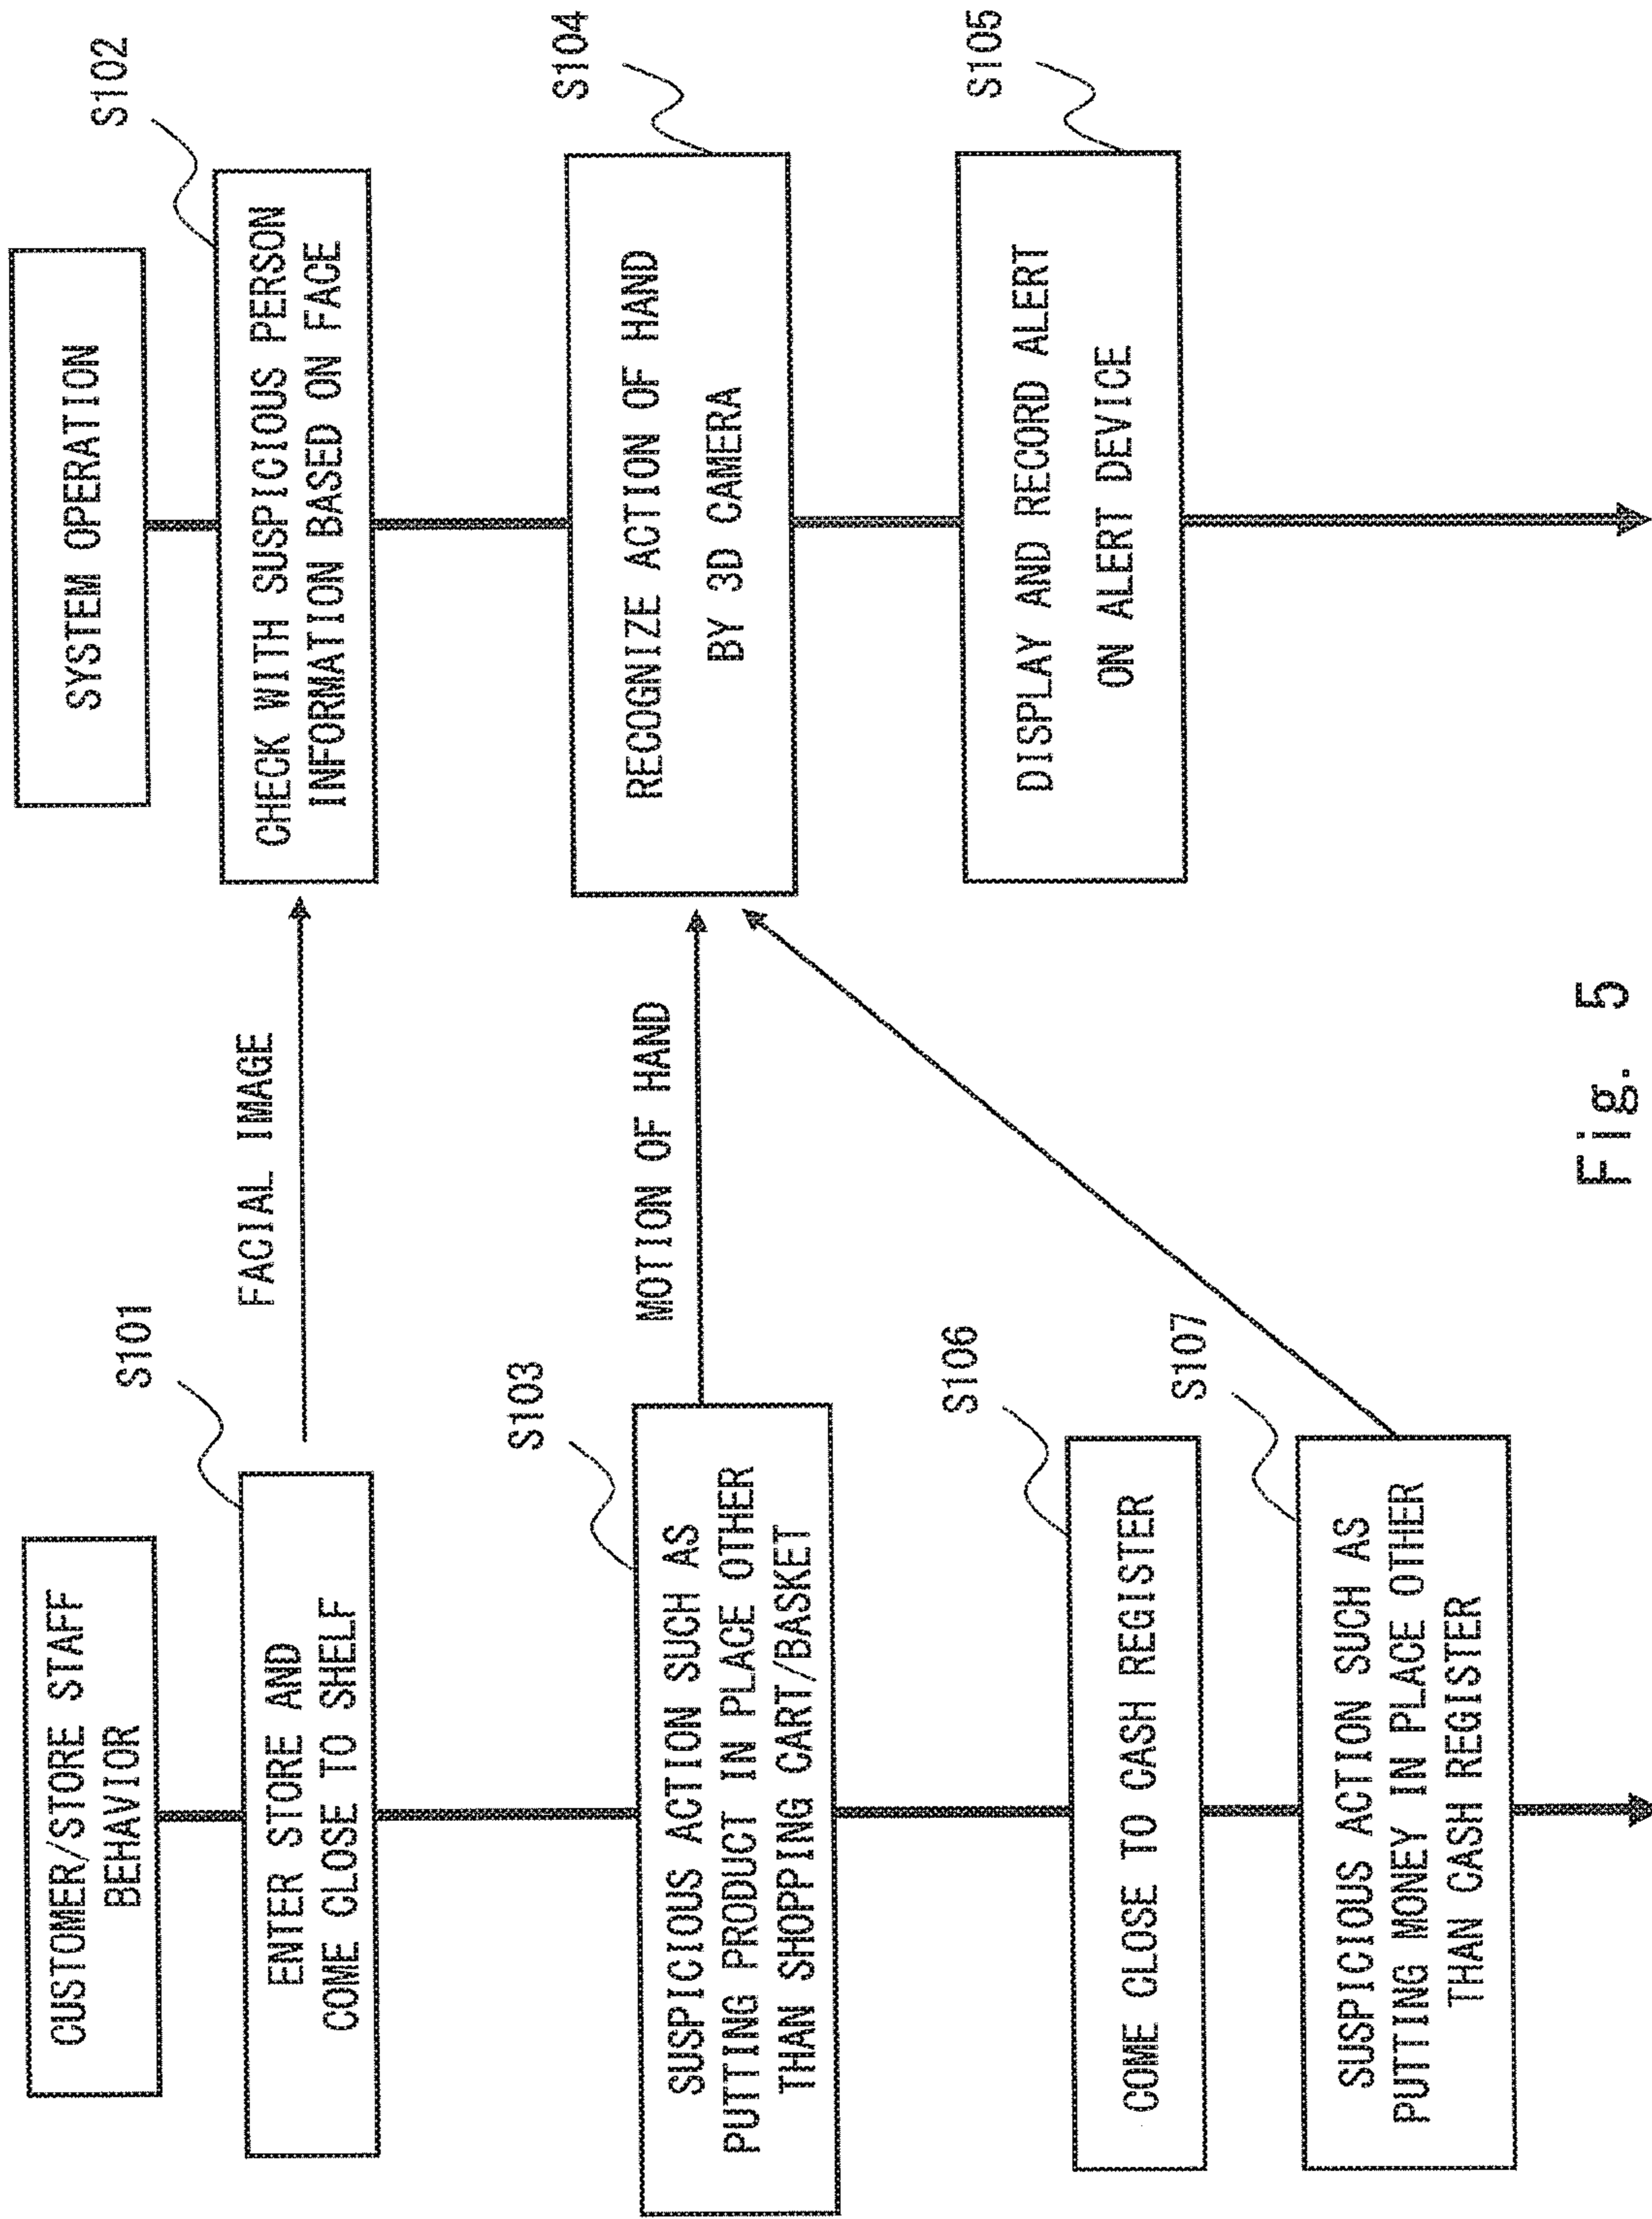 CUSTOMER/STORE STAFF
BEHAVIOR
SYSTEM OPERATION
S101
ENTER STORE AND
COME CLOSE TO SHELF
FACIAL IMAGE
S102
CHECK WITH SUSPICIOUS PERSON
INFORMATION BASED ON FACE
S103
SUSPICIOUS ACTION SUCH AS
PUTTING PRODUCT IN PLACE OTHER
THAN SHOPPING CART/BASKET
MOTION OF HAND
S104
RECOGNIZE ACTION OF HAND
BY 3D CAMERA
S105
DISPLAY AND RECORD ALERT
ON ALERT DEVICE
S106
COME CLOSE TO CASH REGISTER
S107
SUSPICIOUS ACTION SUCH AS
PUTTING MONEY IN PLACE OTHER
THAN CASH REGISTER
Fig. 5